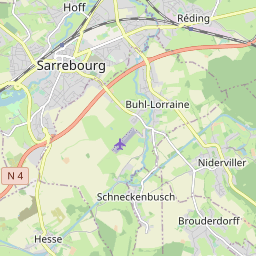 Hoff
Réding
Sarrebourg
Buhl-Lorraine
N 4
Niderviller
Schneckenbusch
Brouderdorff
Hesse